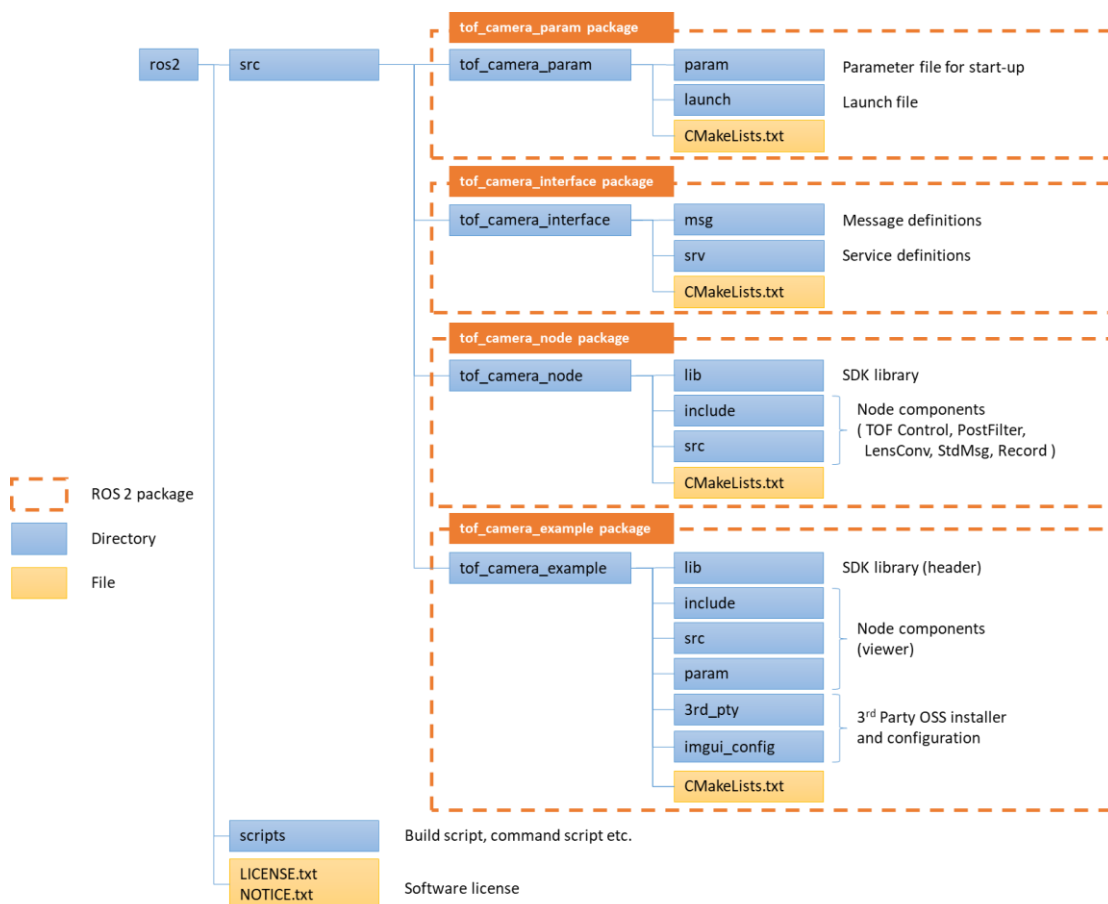 tof_camera_param package
ros2
src
tof_camera_param
param
Parameter file for start-up
launch
Launch file
CMakeLists.txt
tof_camera_interface package
tof_camera_interface
msg
Message definitions
srv
Service definitions
CMakeLists.txt
tof_camera_node package
tof_camera_node
lib
SDK library
include
src
Node components
( TOF Control, PostFilter,
LensConv, StdMsg, Record )
CMakeLists.txt
ROS 2 package
Directory
File
tof_camera_example package
tof_camera_example
lib
SDK library (header)
include
src
param
Node components
(viewer)
3rd_pty
imgui_config
3rd Party OSS installer
and configuration
CMakeLists.txt
scripts
Build script, command script etc.
LICENSE.txt
NOTICE.txt
Software license